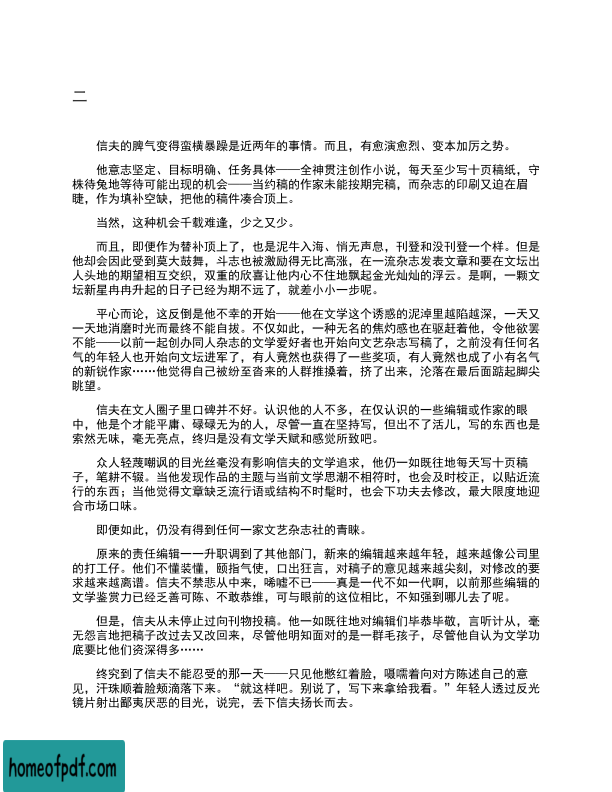 二
信夫的脾气变得蛮横暴躁是近两年的事情。而且，有愈演愈烈、变本加厉之势。
他意志坚定、目标明确、任务具体——全神贯注创作小说，每天至少写十页稿纸，守
株待兔地等待可能出现的机会——当约稿的作家未能按期完稿，而杂志的印刷又迫在眉
睫，作为填补空缺，把他的稿件凑合顶上。
当然，这种机会千载难逢，少之又少。
而且，即便作为替补顶上了，也是泥牛入海、悄无声息，刊登和没刊登一个样。但是
他却会因此受到莫大鼓舞，斗志也被激励得无比高涨，在一流杂志发表文章和要在文坛出
人头地的期望相互交织，双重的欣喜让他内心不住地飘起金光灿灿的浮云。是啊，一颗文
坛新星冉冉升起的日子已经为期不远了，就差小小一步呢。
平心而论，这反倒是他不幸的开始——他在文学这个诱惑的泥淖里越陷越深，一天又
一天地消磨时光而最终不能自拔。不仅如此，一种无名的焦灼感也在驱赶着他，令他欲罢
不能——以前一起创办同人杂志的文学爱好者也开始向文艺杂志写稿了，之前没有任何名
气的年轻人也开始向文坛进军了，有人竟然也获得了一些奖项，有人竟然也成了小有名气
的新锐作家……他觉得自己被纷至沓来的人群推搡着，挤了出来，沦落在最后面踮起脚尖
眺望。
信夫在文人圈子里口碑并不好。认识他的人不多，在仅认识的一些编辑或作家的眼
中，他是个才能平庸、碌碌无为的人，尽管一直在坚持写，但出不了活儿，写的东西也是
索然无味，毫无亮点，终归是没有文学天赋和感觉所致吧。
众人轻蔑嘲讽的目光丝毫没有影响信夫的文学追求，他仍一如既往地每天写十页稿
子，笔耕不辍。当他发现作品的主题与当前文学思潮不相符时，也会及时校正，以贴近流
行的东西；当他觉得文章缺乏流行语或结构不时髦时，也会下功夫去修改，最大限度地迎
合市场口味。
即便如此，仍没有得到任何一家文艺杂志社的青睐。
原来的责任编辑一一升职调到了其他部门，新来的编辑越来越年轻，越来越像公司里
的打工仔。他们不懂装懂，颐指气使，口出狂言，对稿子的意见越来越尖刻，对修改的要
求越来越离谱。信夫不禁悲从中来，唏嘘不已——真是一代不如一代啊，以前那些编辑的
文学鉴赏力已经乏善可陈、不敢恭维，可与眼前的这位相比，不知强到哪儿去了呢。
但是，信夫从未停止过向刊物投稿。他一如既往地对编辑们毕恭毕敬，言听计从，毫
无怨言地把稿子改过去又改回来，尽管他明知面对的是一群毛孩子，尽管他自认为文学功
底要比他们资深得多……
终究到了信夫不能忍受的那一天——只见他憋红着脸，嗫嚅着向对方陈述自己的意
见，汗珠顺着脸颊滴落下来。“就这样吧。别说了，写下来拿给我看。”年轻人透过反光
镜片射出鄙夷厌恶的目光，说完，丢下信夫扬长而去。
homeofpdf.com